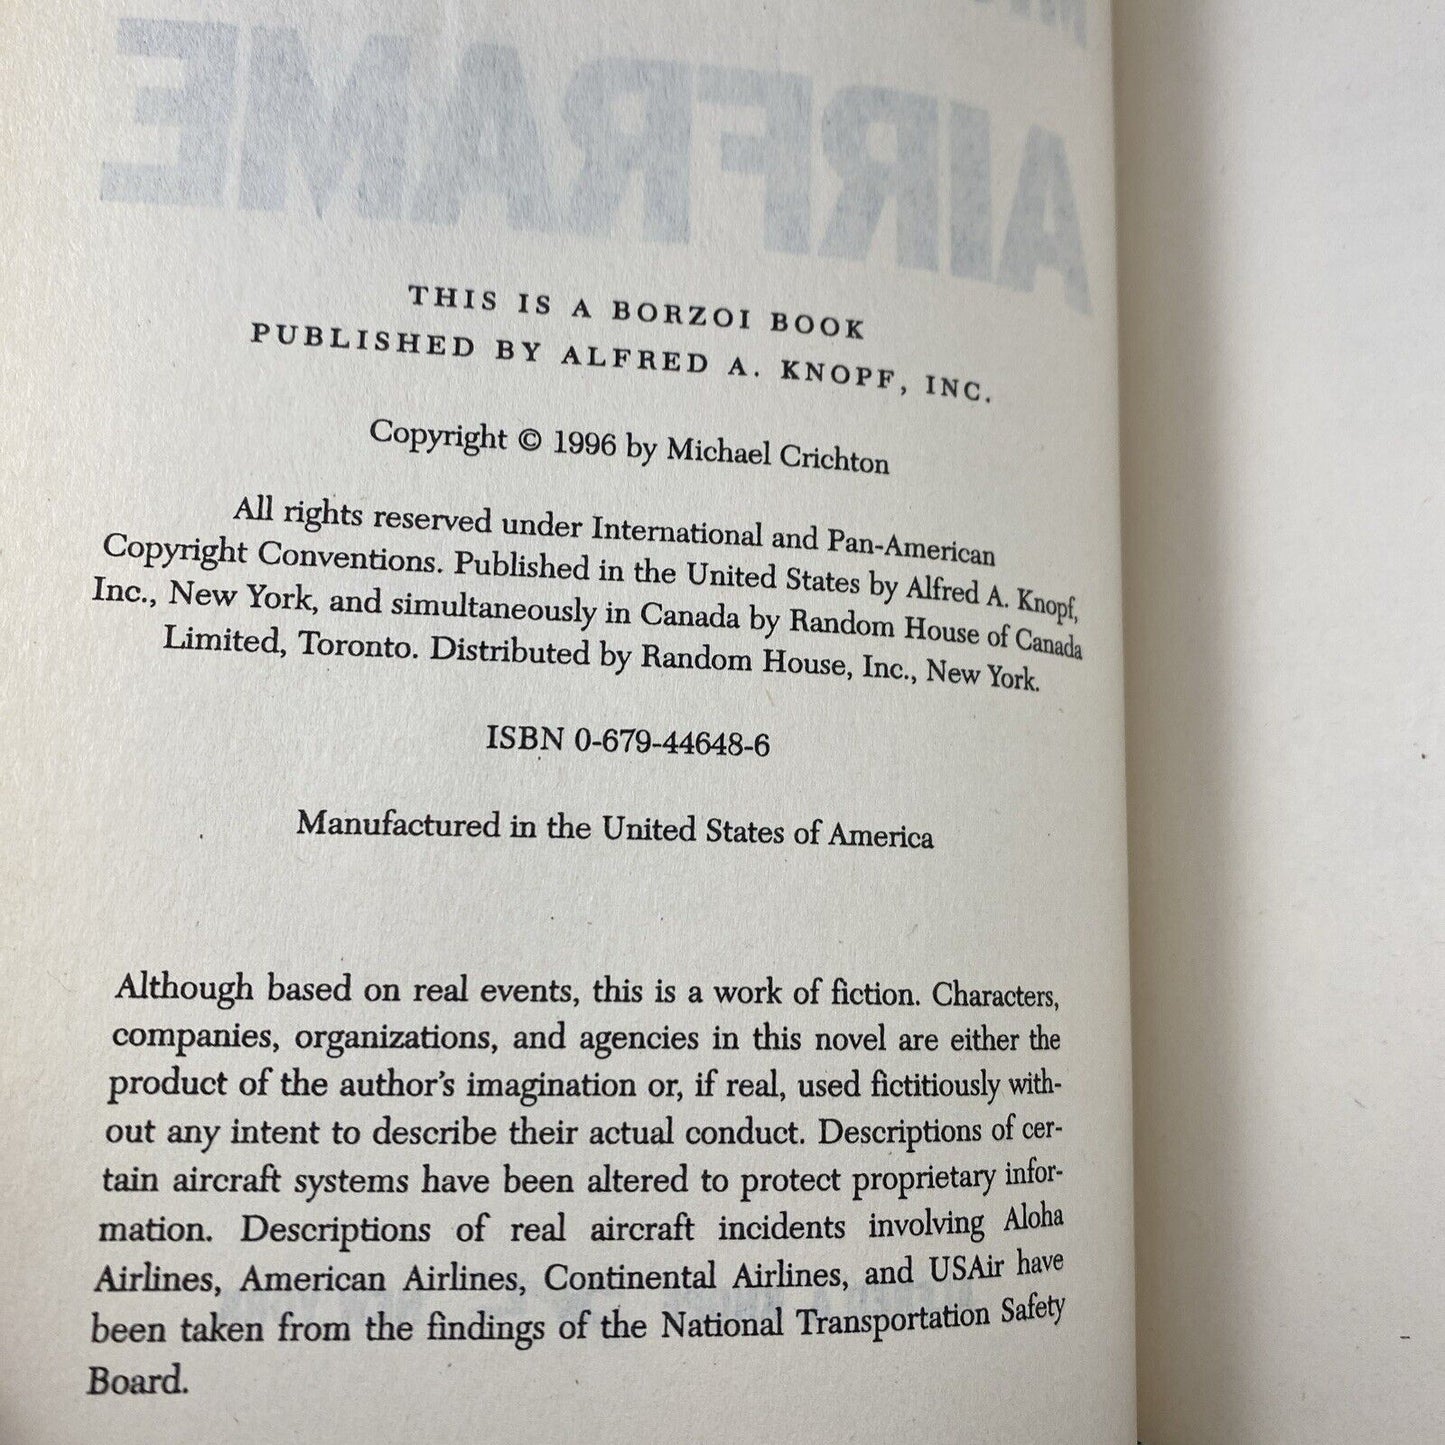 AIRFRAME
THIS IS A BORZOI BOOK
PUBLISHED BY ALFRED A. KNOPF, INC.
Copyright © 1996 by Michael Crichton
All rights reserved under International and Pan-American
Copyright Conventions. Published in the United States by Alfred A. Knopf,
Inc., New York, and simultaneously in Canada by Random House of Canada
Limited, Toronto. Distributed by Random House, Inc., New York.
ISBN 0-679-44648-6
Manufactured in the United States of America
Although based on real events, this is a work of fiction. Characters,
companies, organizations, and agencies in this novel are either the
product of the author's imagination or, if real, used fictitiously with-
out any intent to describe their actual conduct. Descriptions of cer-
tain aircraft systems have been altered to protect proprietary infor-
mation. Descriptions of real aircraft incidents involving Aloha
Airlines, American Airlines, Continental Airlines, and USAir have
been taken from the findings of the National Transportation Safety
Board.